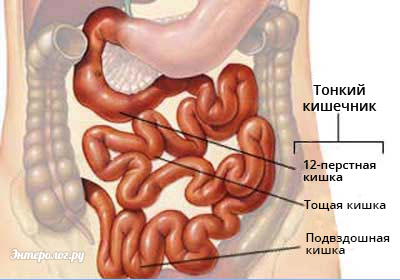 Тонкий
кишечник
12-перстная
кишка
Тощая кишка
Подвздошная
кишка
Энтеролог.ру